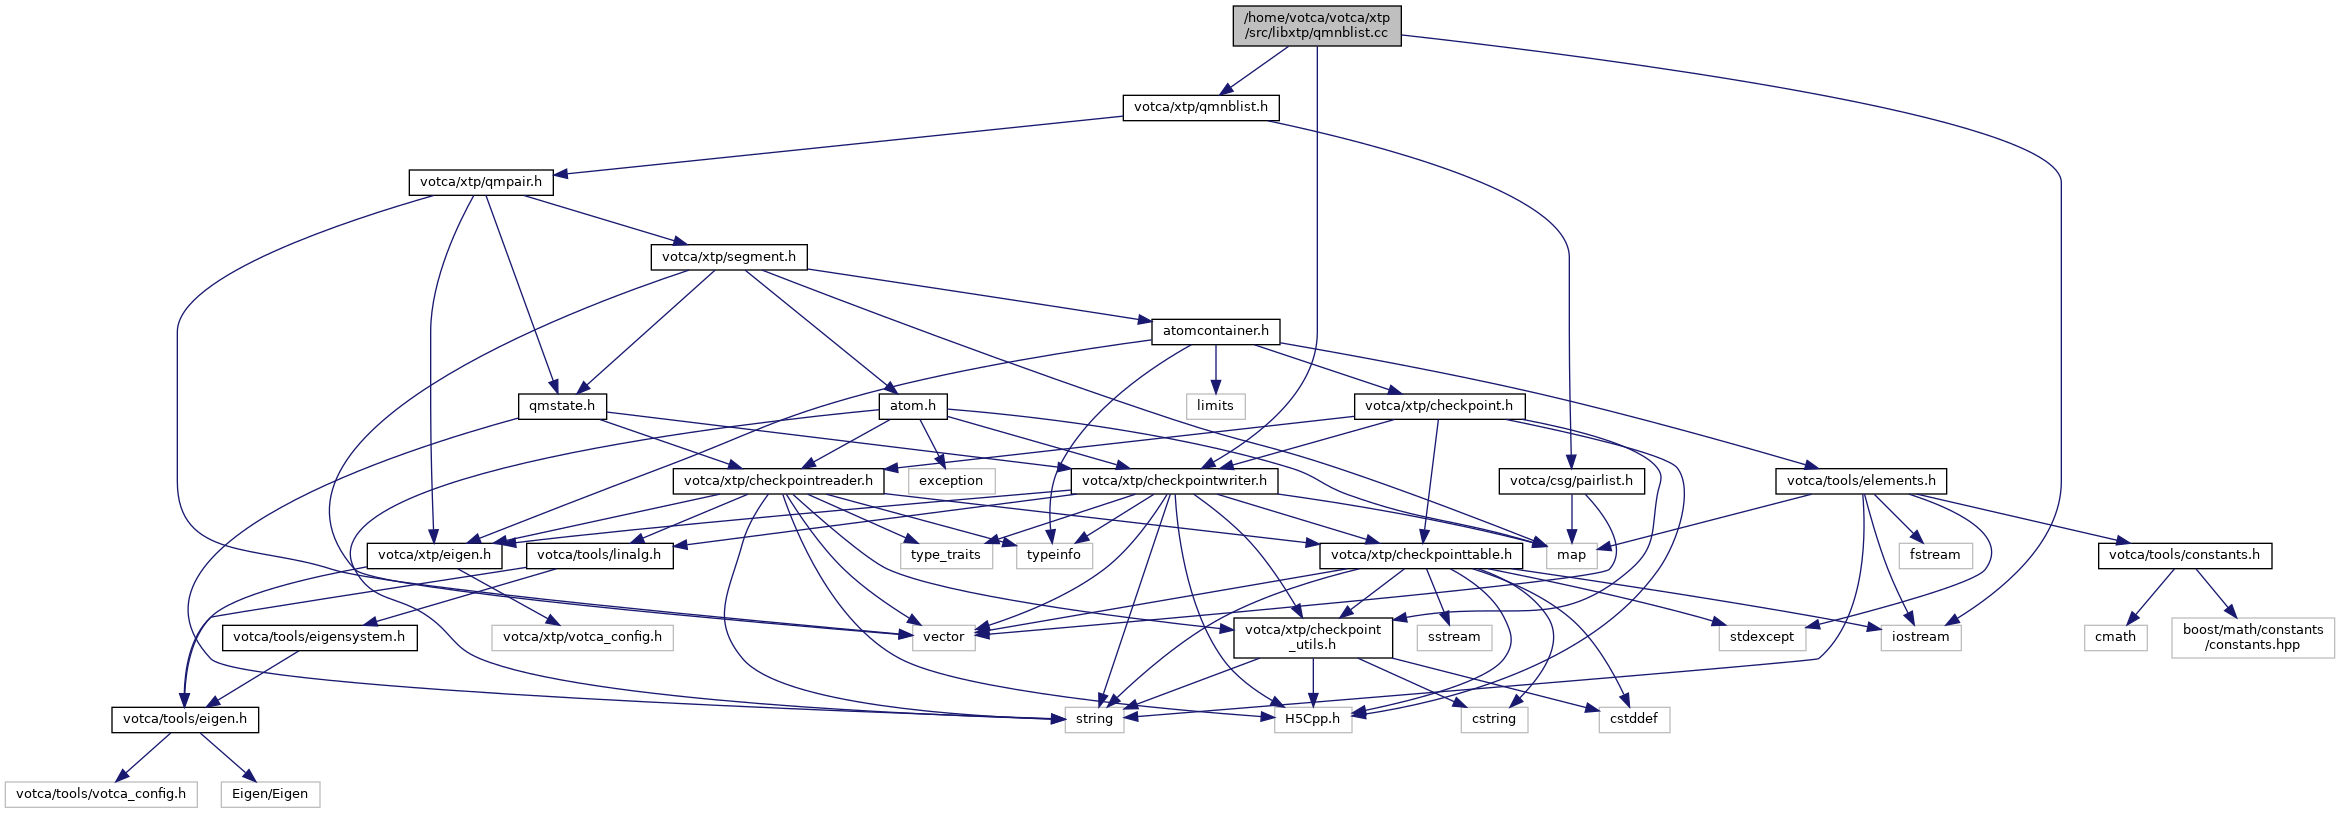 /home/votca/votca/xtp
/src/libxtp/qmnblist.cc
votca/xtp/qmnblist.h
votca/xtp/qmpair.h
votca/xtp/segment.h
atomcontainer.h
qmstate.h
atom.h
limits
votca/xtp/checkpoint.h
votca/xtp/checkpointreader.h
exception
votca/xtp/checkpointwriter.h
votca/csg/pairlist.h
votca/tools/elements.h
votca/xtp/eigen.h
votca/tools/linalg.h
type_traits
typeinfo
votca/xtp/checkpointtable.h
map
fstream
votca/tools/constants.h
votca/tools/eigensystem.h
votca/xtp/votca_config.h
vector
votca/xtp/checkpoint
_utils.h
sstream
stdexcept
iostream
cmath
boost/math/constants
/constants.hpp
votca/tools/eigen.h
string
H5Cpp.h
cstring
cstddef
votca/tools/votca_config.h
Eigen/Eigen